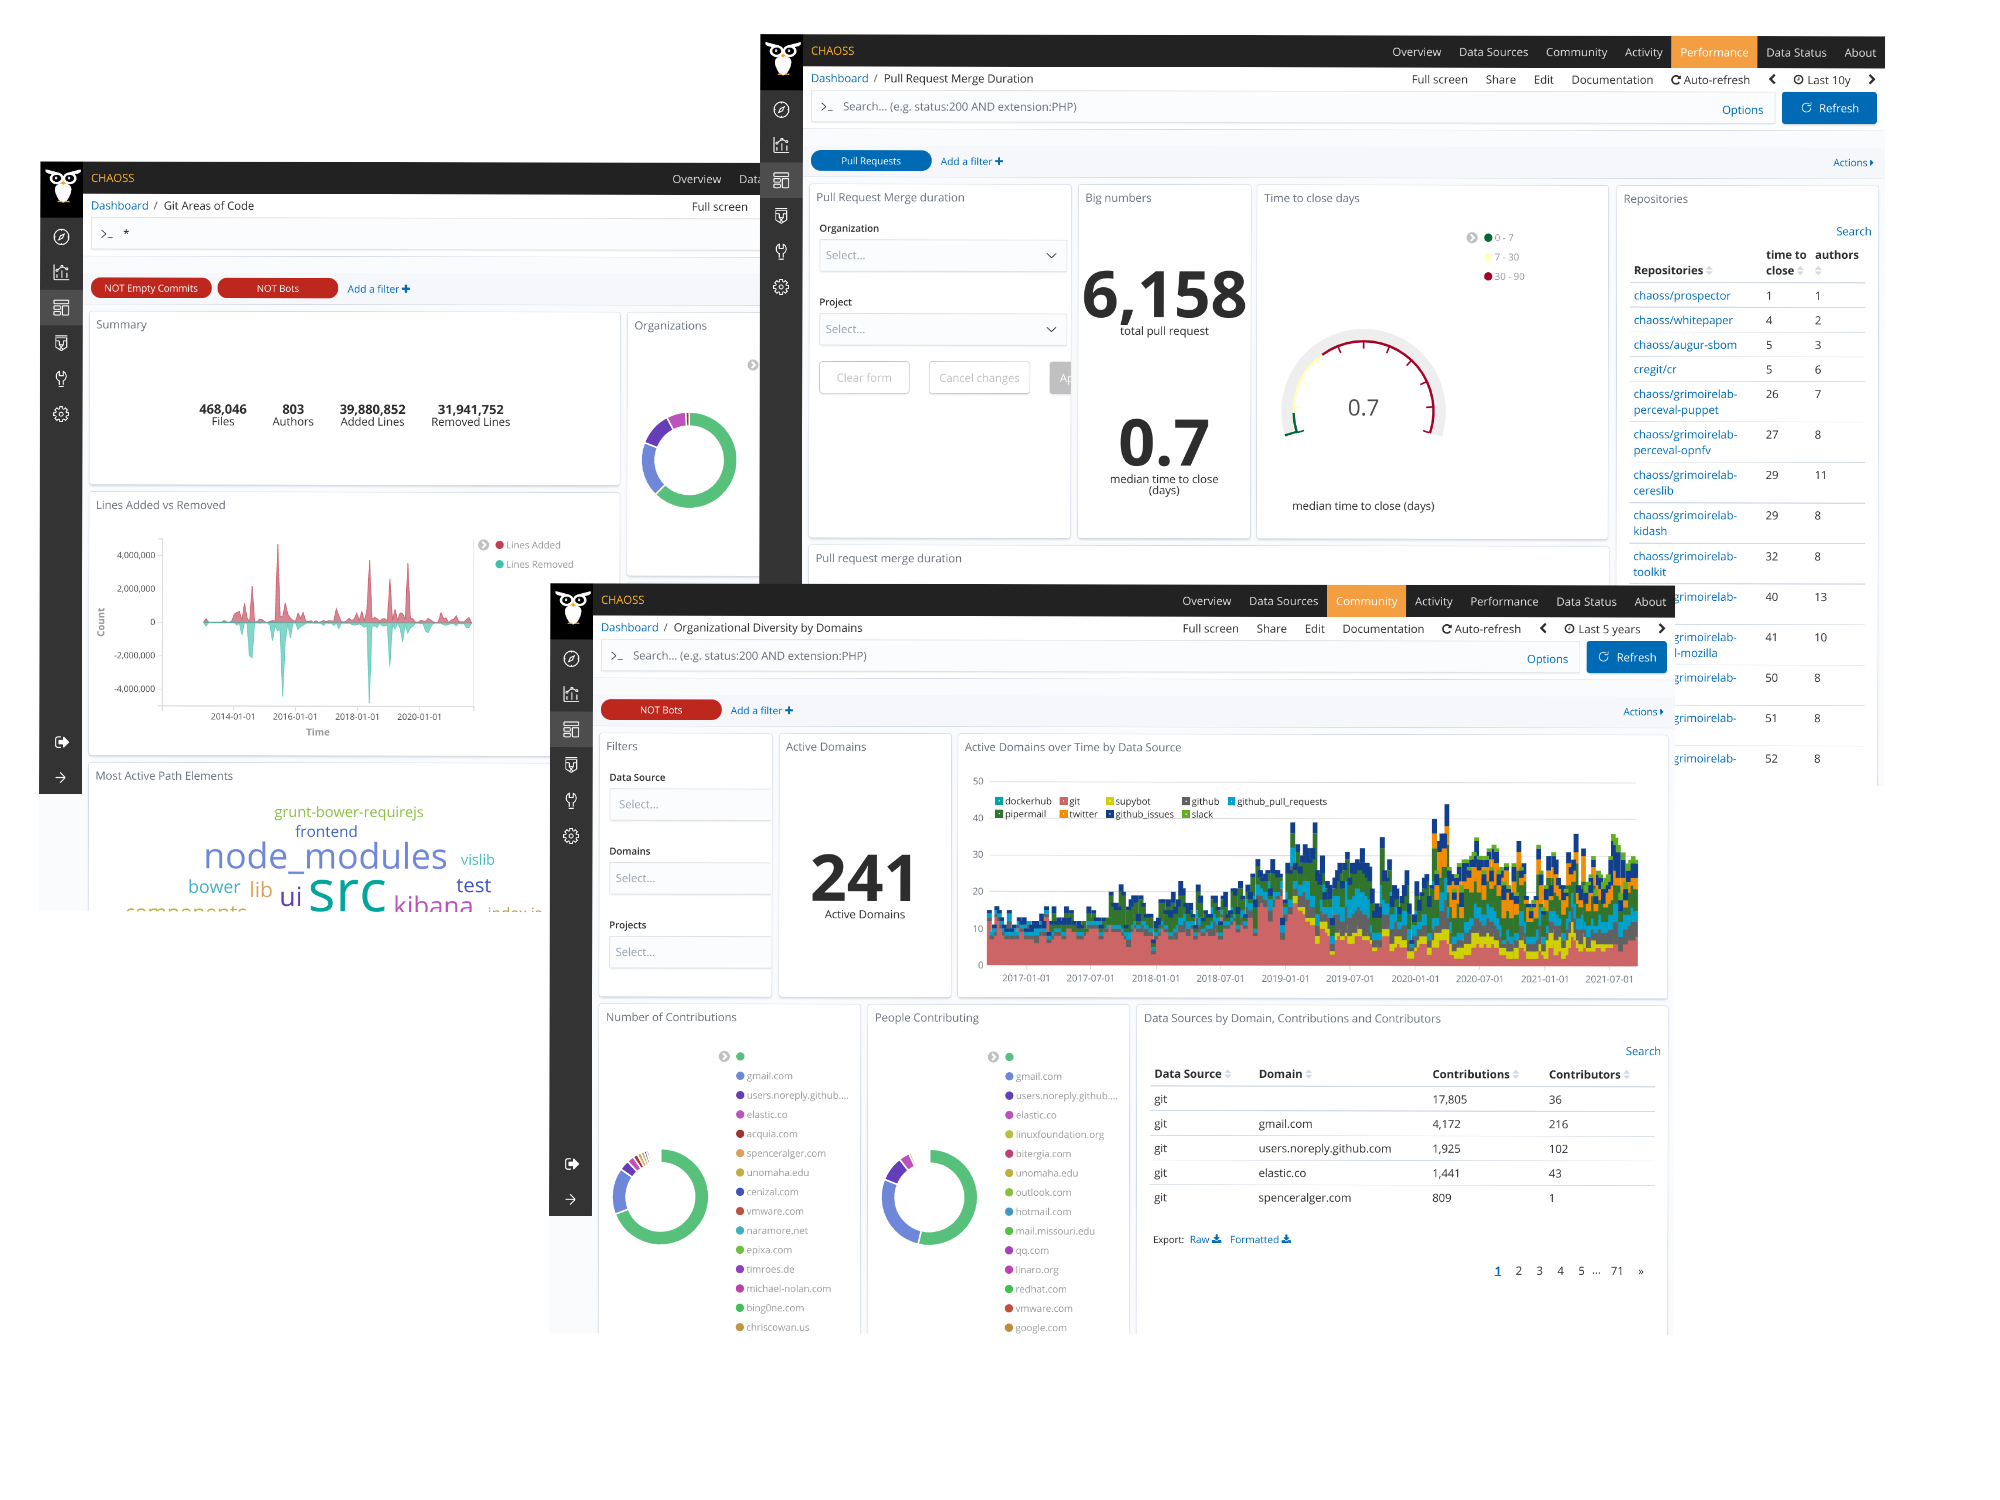 CHAOSS
Overview Data Sources Community Activity Performance Data Status About
Dashboard / Pull Request Merge Duration
Full screen Share Edit Documentation Auto-refresh Last 10y
>_ Search... (e.g. status:200 AND extension:PHP)
Options
Refresh
Pull Requests Add a filter
Actions
Pull Request Merge duration
Organization
Select...
Project
Select...
Clear form Cancel changes Ap
Big numbers
6,158
total pull request
0.7
median time to close
(days)
Time to close days
0 - 7
7 - 30
30 - 90
0.7
median time to close (days)
Repositories
Search
Repositories time to close authors
chaoss/prospector 1 1
chaoss/whitepaper 4 2
chaoss/augur-sbom 5 3
cregit/cr 5 6
chaoss/grimoirelab-
perceval-puppet 26 7
chaoss/grimoirelab-
perceval-opnfv 27 8
chaoss/grimoirelab-
cereslib 29 11
chaoss/grimoirelab-
kidash 29 8
chaoss/grimoirelab-
toolkit 32 8
grimoirelab- 40 13
grimoirelab- 41 10
l-mozilla
grimoirelab- 50 8
grimoirelab- 51 8
grimoirelab- 52 8
Pull request merge duration
CHAOSS
Overview Data
Dashboard / Git Areas of Code
Full screen
>_ *
NOT Empty Commits NOT Bots Add a filter
Summary
468,046 803 39,880,852 31,941,752
Files Authors Added Lines Removed Lines
Organizations
Lines Added vs Removed
Lines Added
Lines Removed
4,000,000
2,000,000
0
-2,000,000
-4,000,000
Count
2014-01-01 2016-01-01 2018-01-01 2020-01-01
Time
Most Active Path Elements
grunt-bower-requirejs
frontend
node_modules vislib
bower lib ui src test
components kibana index.js
CHAOSS
Overview Data Sources Community Activity Performance Data Status About
Dashboard / Organizational Diversity by Domains
Full screen Share Edit Documentation Auto-refresh Last 5 years
>_ Search... (e.g. status:200 AND extension:PHP)
Options
Refresh
NOT Bots Add a filter
Actions
Filters
Data Source
Select...
Domains
Select...
Projects
Select...
Active Domains
241
Active Domains
Active Domains over Time by Data Source
dockerhub git supybot github github_pull_requests
pipermail twitter github_issues slack
50
40
30
20
10
0
2017-01-01 2017-07-01 2018-01-01 2018-07-01 2019-01-01 2019-07-01 2020-01-01 2020-07-01 2021-01-01 2021-07-01
Number of Contributions
gmail.com
users.noreply.github....
elastic.co
acquia.com
spenceralger.com
unomaha.edu
cenizal.com
vmware.com
naramore.net
epixa.com
timroes.de
michael-nolan.com
bing0ne.com
chriscowan.us
People Contributing
gmail.com
users.noreply.github....
elastic.co
linuxfoundation.org
bitergia.com
unomaha.edu
outlook.com
hotmail.com
mail.missouri.edu
qq.com
linaro.org
redhat.com
vmware.com
google.com
Data Sources by Domain, Contributions and Contributors
Search
Data Source Domain Contributions Contributors
git 17,805 36
git gmail.com 4,172 216
git users.noreply.github.com 1,925 102
git elastic.co 1,441 43
git spenceralger.com 809 1
Export: Raw Formatted
1 2 3 4 5 ... 71 »